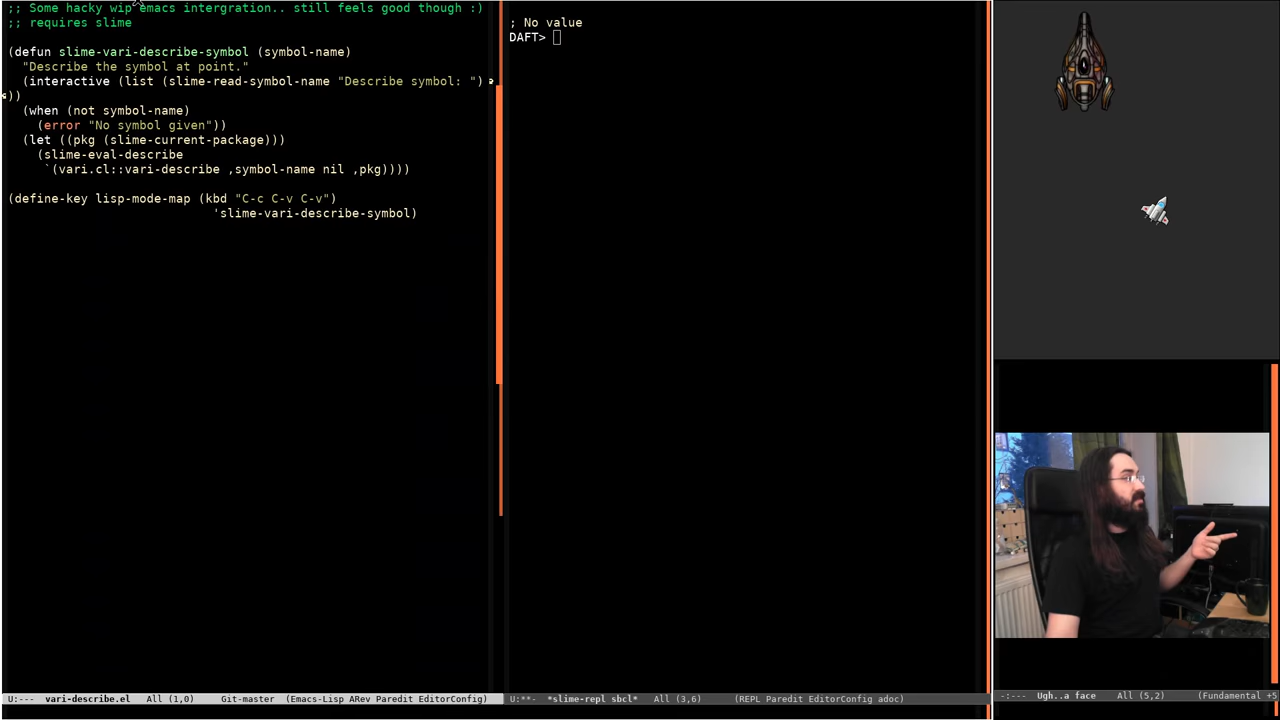 ;; Some hacky wip emacs intergration.. still feels good though :)
;; requires slime
(defun slime-vari-describe-symbol (symbol-name)
"Describe the symbol at point."
(interactive (list (slime-read-symbol-name "Describe symbol: ")
))
(when (not symbol-name)
(error "No symbol given"))
(let ((pkg (slime-current-package)))
(slime-eval-describe
`(vari.cl::vari-describe ,symbol-name nil ,pkg))))
(define-key lisp-mode-map (kbd "C-c C-v C-v")
'slime-vari-describe-symbol)
; No value
DAFT>
U:--- vari-describe.el All (1,0) Git-master (Emacs-Lisp ARev Paredit EditorConfig)
U:**- *slime-repl sbcl* All (3,6) (REPL Paredit EditorConfig adoc)
-:--- Ugh..a face All (5,2) (Fundamental +5